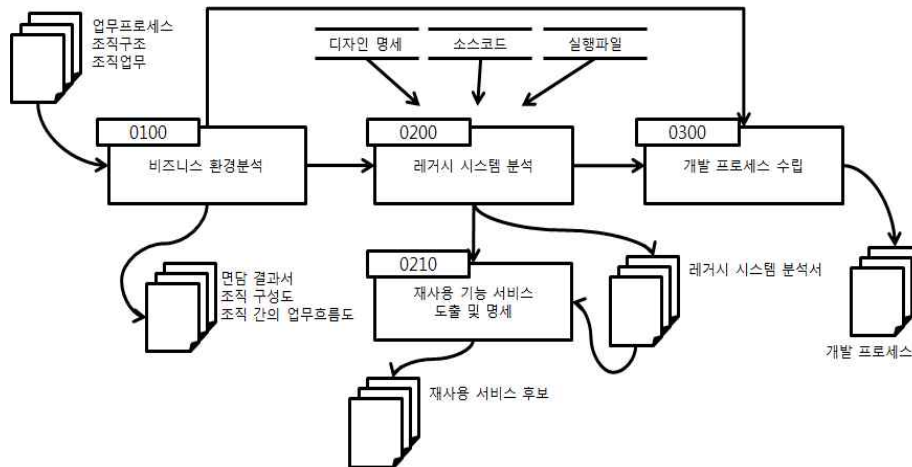 업무프로세스
조직구조
조직업무
디자인 명세
소스코드
실행파일
0100
비즈니스 환경분석
0200
레거시 시스템 분석
0300
개발 프로세스 수립
0210
재사용 기능 서비스
도출 및 명세
면담 결과서
조직 구성도
조직 간의 업무흐름도
레거시 시스템 분석서
개발 프로세스
재사용 서비스 후보